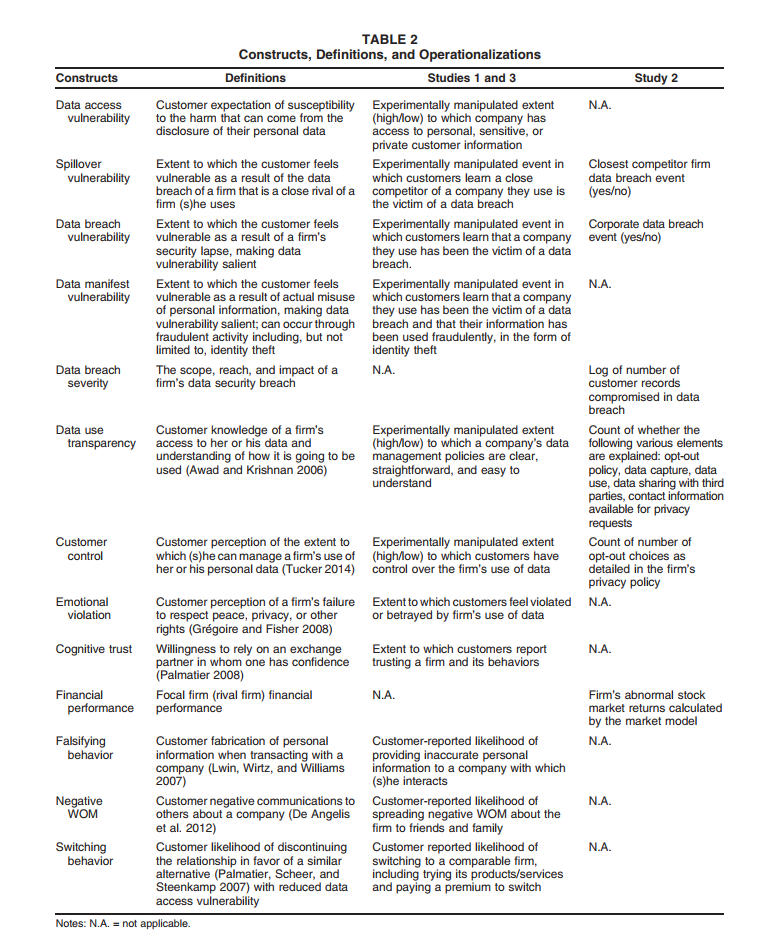 TABLE 2
Constructs, Definitions, and Operationalizations
Constructs Definitions Studies 1 and 3 Study 2
Data access vulnerability
Customer expectation of susceptibility
to the harm that can come from the
disclosure of their personal data
Experimentally manipulated extent
(high/low) to which company has
access to personal, sensitive, or
private customer information
N.A.
Spillover
vulnerability
Extent to which the customer feels
vulnerable as a result of the data
breach of a firm that is a close rival of a
firm (s)he uses
Experimentally manipulated event in
which customers learn a close
competitor of a company they use is
the victim of a data breach
Closest competitor firm
data breach event
(yes/no)
Data breach
vulnerability
Extent to which the customer feels
vulnerable as a result of a firm's
security lapse, making data
vulnerability salient
Experimentally manipulated event in
which customers learn that a company
they use has been the victim of a data
breach.
Corporate data breach
event (yes/no)
Data manifest
vulnerability
Extent to which the customer feels
vulnerable as a result of actual misuse
of personal information, making data
vulnerability salient; can occur through
fraudulent activity including, but not
limited to, identity theft
Experimentally manipulated event in
which customers learn that a company
they use has been the victim of a data
breach and that their information has
been used fraudulently, in the form of
identity theft
N.A.
Data breach
severity
The scope, reach, and impact of a
firm's data security breach
N.A.
Log of number of
customer records
compromised in data
breach
Data use
transparency
Customer knowledge of a firm's
access to her or his data and
understanding of how it is going to be
used (Awad and Krishnan 2006)
Experimentally manipulated extent
(high/low) to which a company's data
management policies are clear,
straightforward, and easy to
understand
Count of whether the
following various elements
are explained: opt-out
policy, data capture, data
use, data sharing with third
parties, contact information
available for privacy
requests
Customer
control
Customer perception of the extent to
which (s)he can manage a firm's use of
her or his personal data (Tucker 2014)
Experimentally manipulated extent
(high/low) to which customers have
control over the firm's use of data
Count of number of
opt-out choices as
detailed in the firm's
privacy policy
Emotional
violation
Customer perception of a firm's failure
to respect peace, privacy, or other
rights (Grégoire and Fisher 2008)
Extent to which customers feel violated
or betrayed by firm's use of data
N.A.
Cognitive trust
Willingness to rely on an exchange
partner in whom one has confidence
(Palmatier 2008)
Extent to which customers report
trusting a firm and its behaviors
N.A.
Financial
performance
Focal firm (rival firm) financial
performance
N.A.
Firm's abnormal stock
market returns calculated
by the market model
Falsifying
behavior
Customer fabrication of personal
information when transacting with a
company (Lwin, Wirtz, and Williams
2007)
Customer-reported likelihood of
providing inaccurate personal
information to a company with which
(s)he interacts
N.A.
Negative
WOM
Customer negative communications to
others about a company (De Angelis
et al. 2012)
Customer-reported likelihood of
spreading negative WOM about the
firm to friends and family
N.A.
Switching
behavior
Customer likelihood of discontinuing
the relationship in favor of a similar
alternative (Palmatier, Scheer, and
Steenkamp 2007) with reduced data
access vulnerability
Customer reported likelihood of
switching to a comparable firm,
including trying its products/services
and paying a premium to switch
N.A.
Notes: N.A. = not applicable.